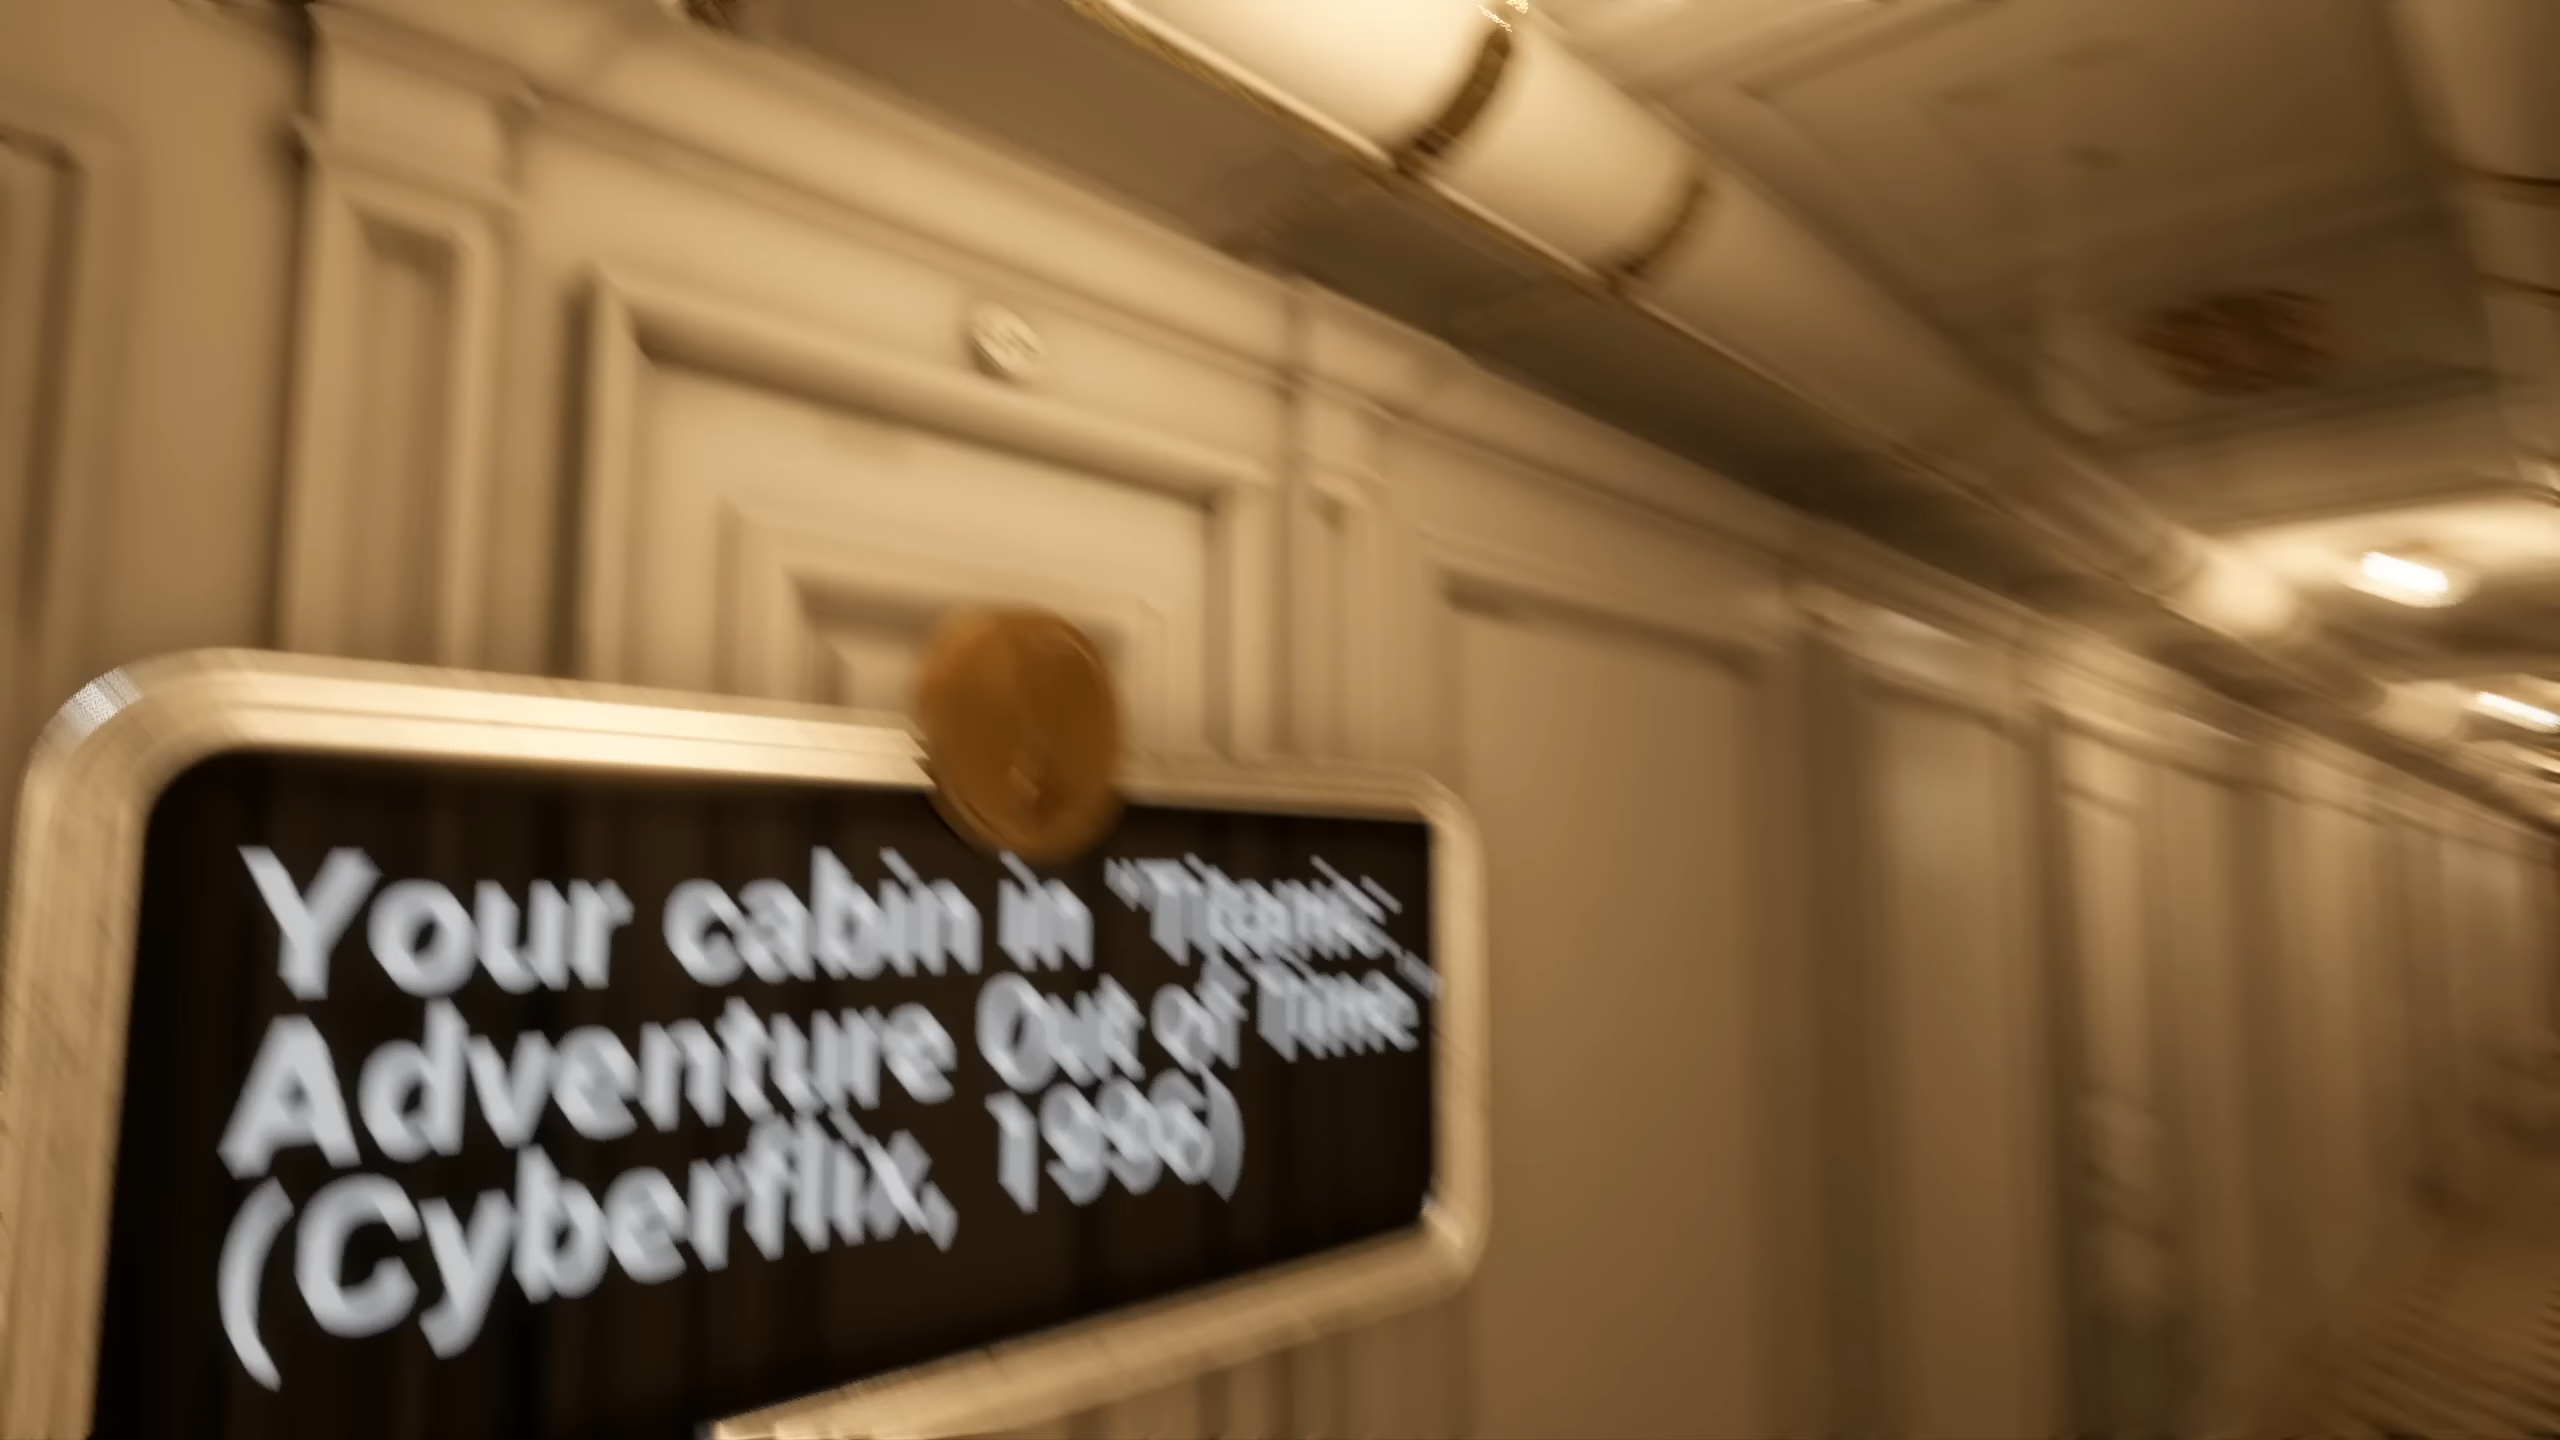 Your cabin in "Titanic:
Adventure Out of Time"
(Cyberflix, 1996)